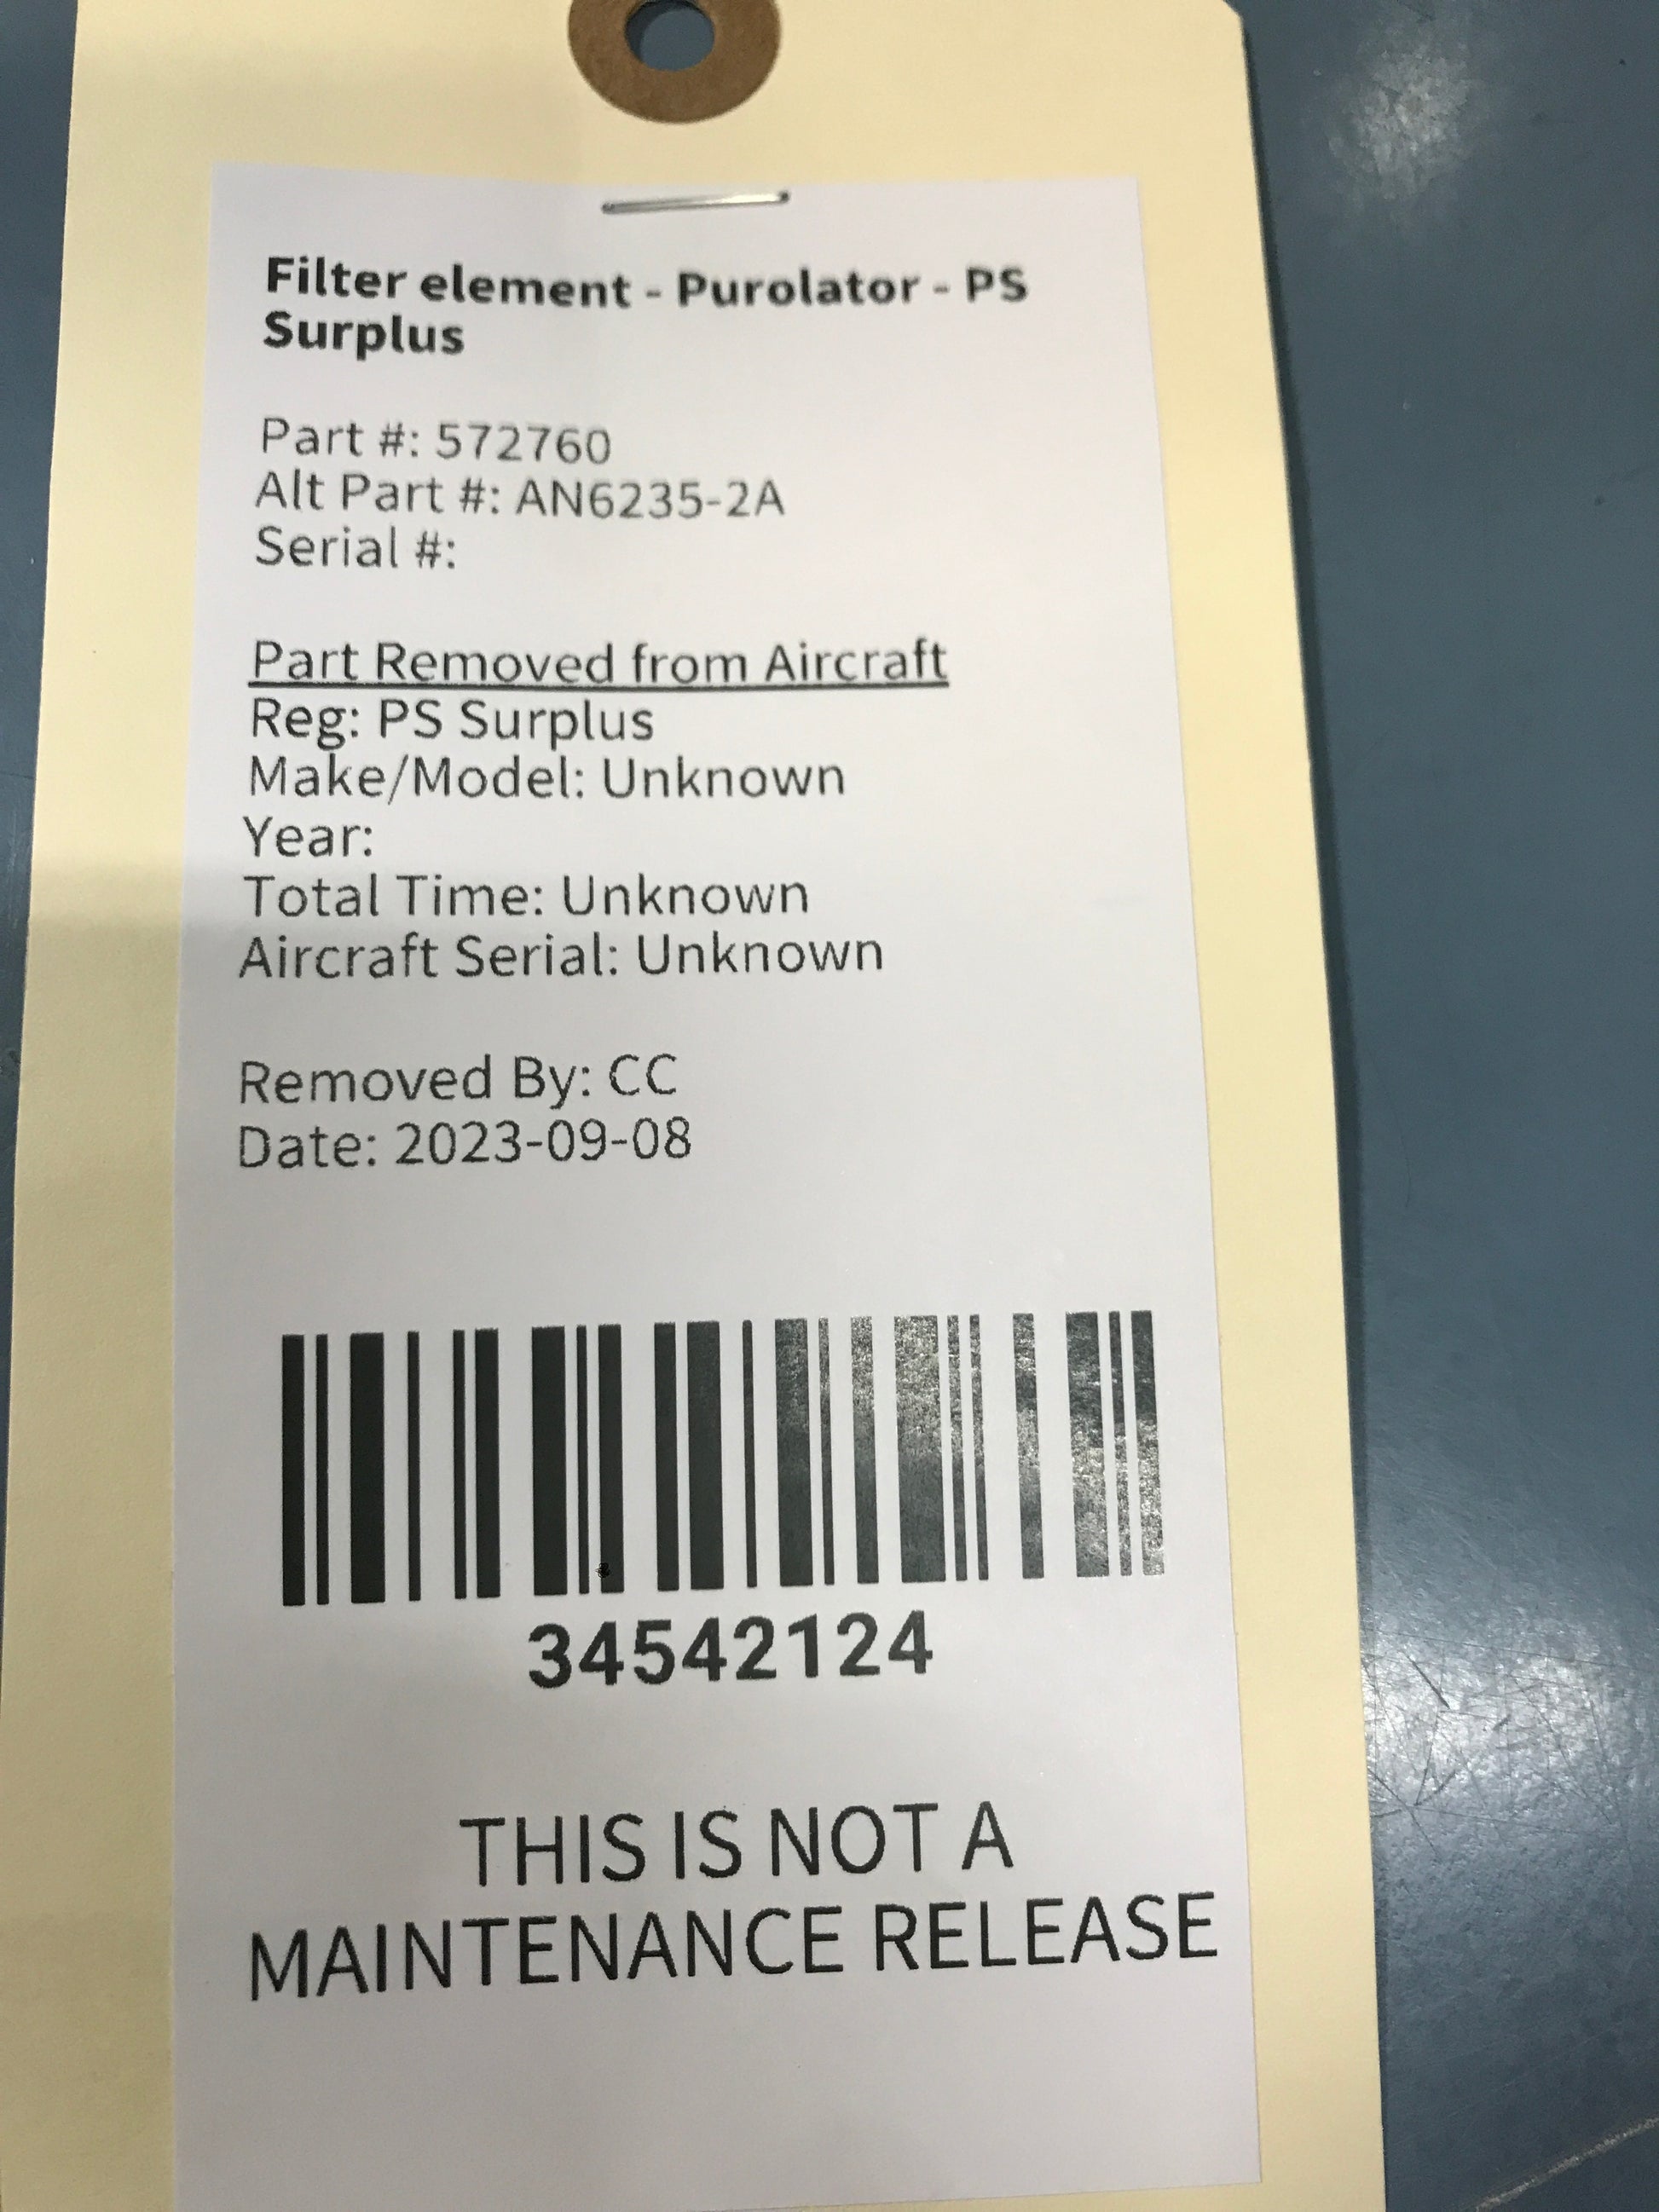 Filter element - Purolator - PS
Surplus
Part #: 572760
Alt Part #: AN6235-2A
Serial #:
Part Removed from Aircraft
Reg: PS Surplus
Make/Model: Unknown
Year:
Total Time: Unknown
Aircraft Serial: Unknown
Removed By: CC
Date: 2023-09-08
34542124
THIS IS NOT A
MAINTENANCE RELEASE